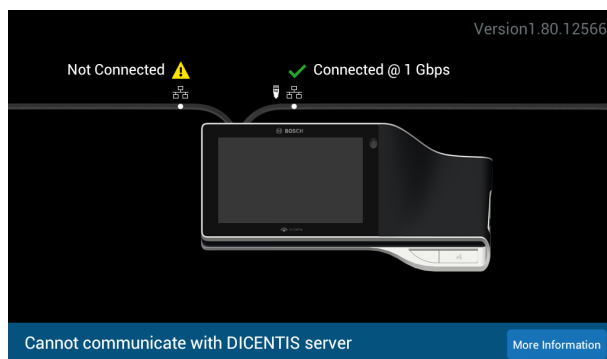 Version1.80.12566
Not Connected
Connected @ 1 Gbps
BOSCH
Cannot communicate with DICENTIS server
More Information